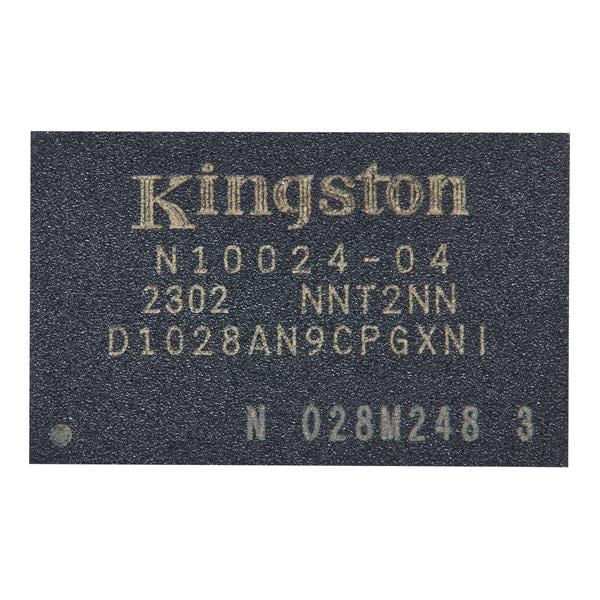 Kingston
N10024-04
2302 NNT2NN
D1028AN9CPGXNI
N 028M248 3